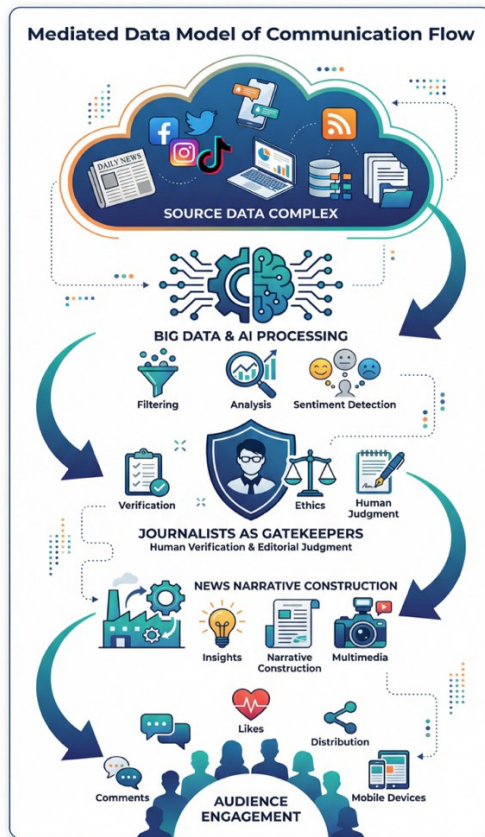 Mediated Data Model of Communication Flow
DAILY NEWS
SOURCE DATA COMPLEX
BIG DATA & AI PROCESSING
Filtering
Analysis
Sentiment Detection
Verification
Ethics
Human
Judgment
JOURNALISTS AS GATEKEEPERS
Human Verification & Editorial Judgment
NEWS NARRATIVE CONSTRUCTION
Insights
Narrative
Construction
Multimedia
Likes
Distribution
Comments
Mobile Devices
AUDIENCE
ENGAGEMENT